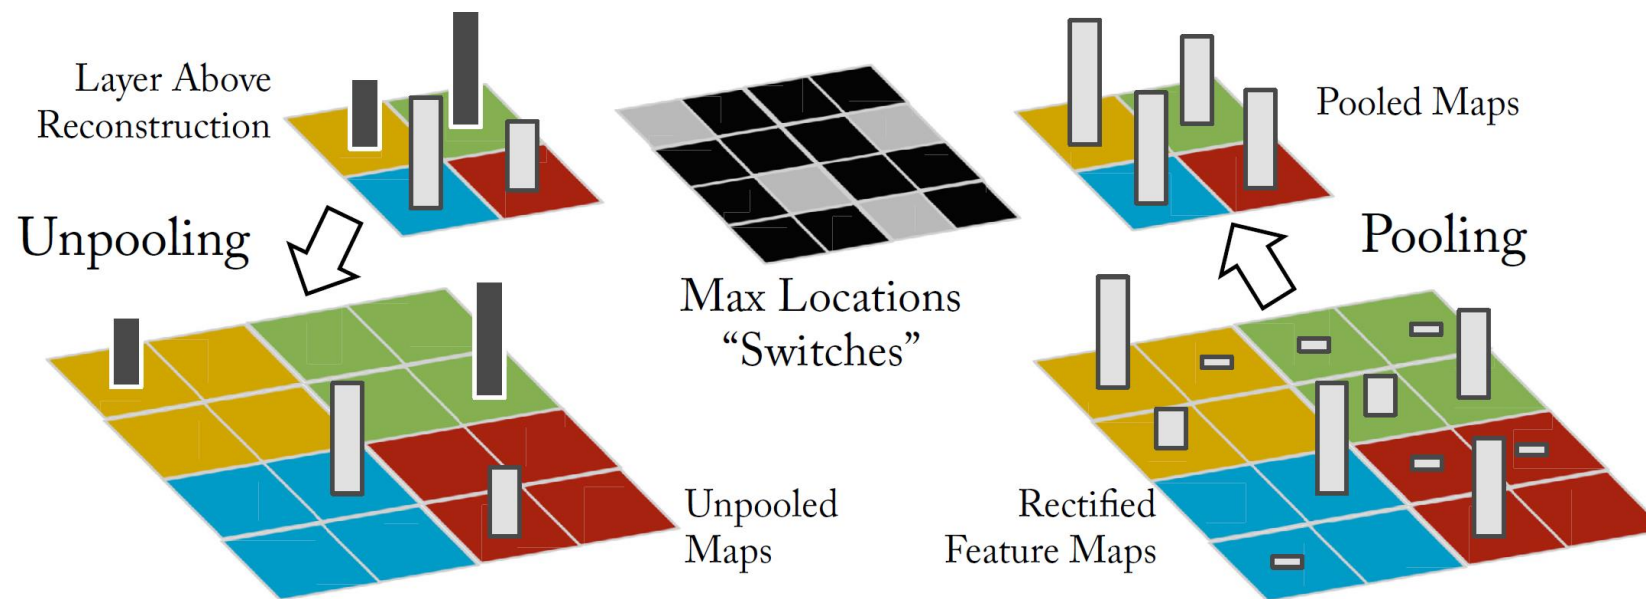 Layer Above
Reconstruction
Pooled Maps
Unpooling
Pooling
Max Locations
“Switches”
Unpooled
Maps
Rectified
Feature Maps